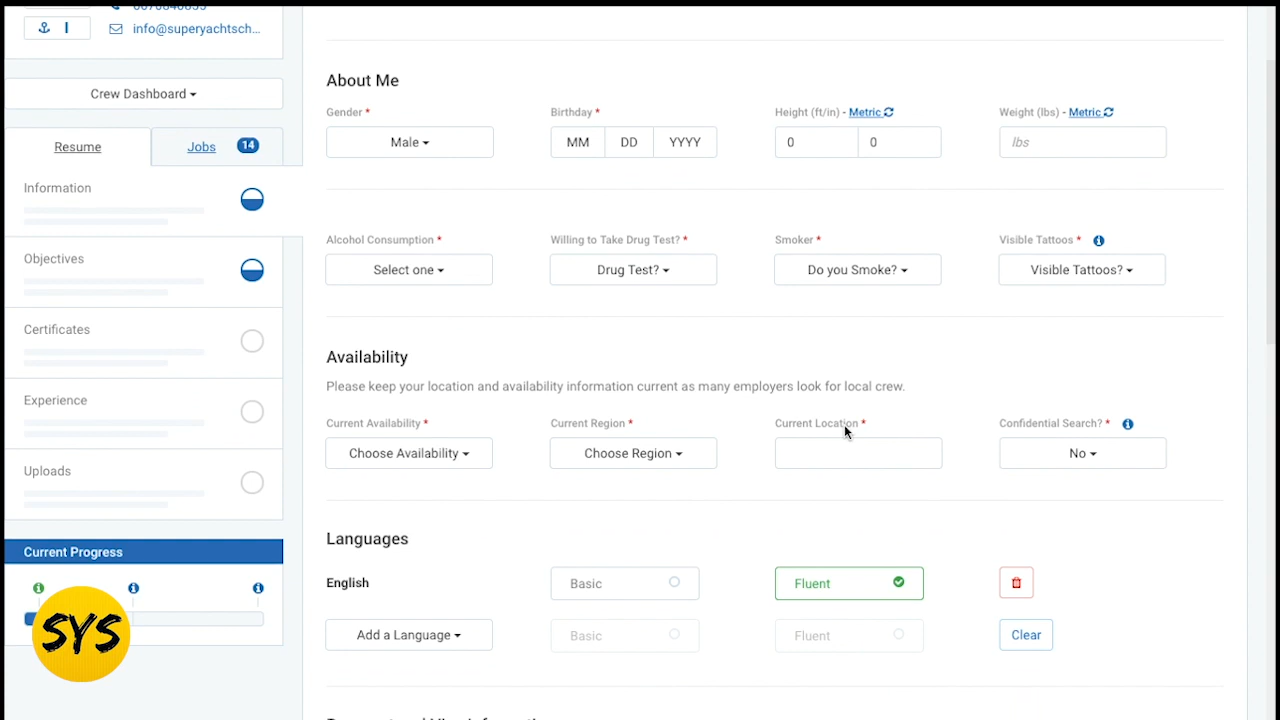 info@superyachtsch...
Crew Dashboard
Resume
Jobs 14
Information
Objectives
Certificates
Experience
Uploads
Current Progress
SYS
About Me
Gender * Birthday * Height (ft/in) - Metric Weight (lbs) - Metric
Male MM DD YYYY 0 0 lbs
Alcohol Consumption * Willing to Take Drug Test? * Smoker * Visible Tattoos *
Select one Drug Test? Do you Smoke? Visible Tattoos?
Availability
Please keep your location and availability information current as many employers look for local crew.
Current Availability * Current Region * Current Location * Confidential Search? *
Choose Availability Choose Region No
Languages
English Basic Fluent
Add a Language Basic Fluent Clear